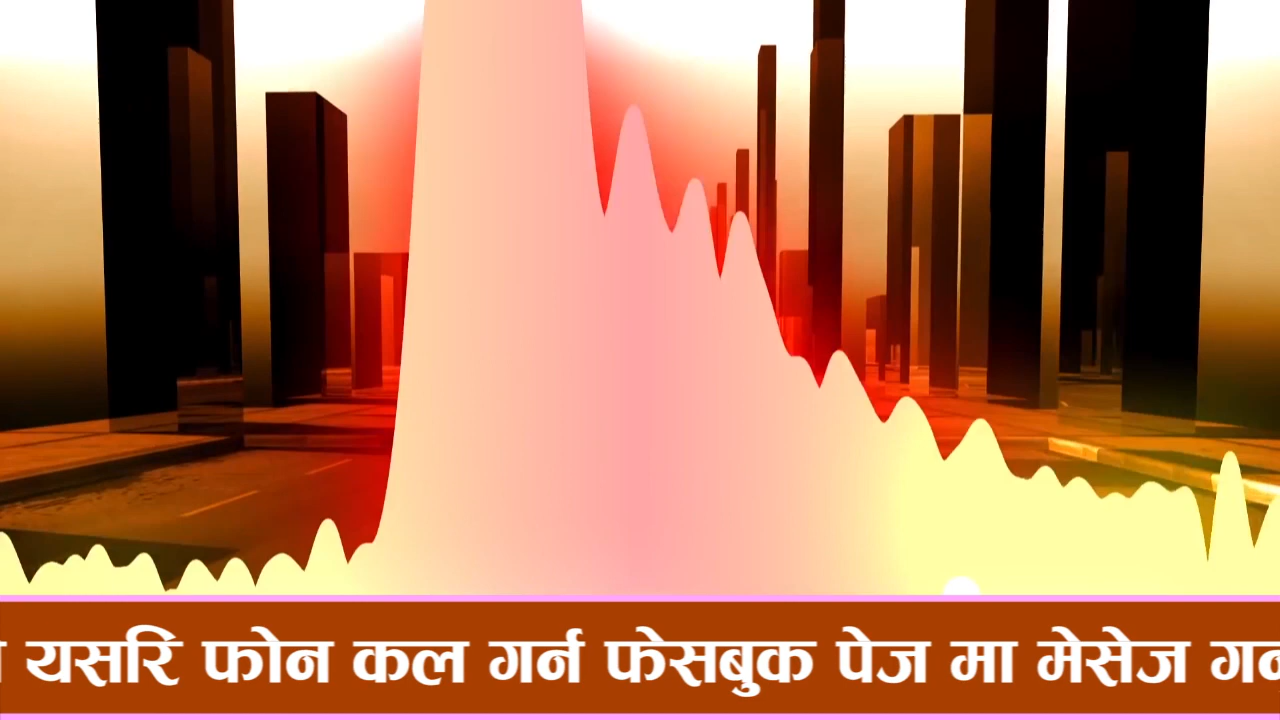 यसरि फोन कल गर्न फेसबुक पेज मा मेसेज